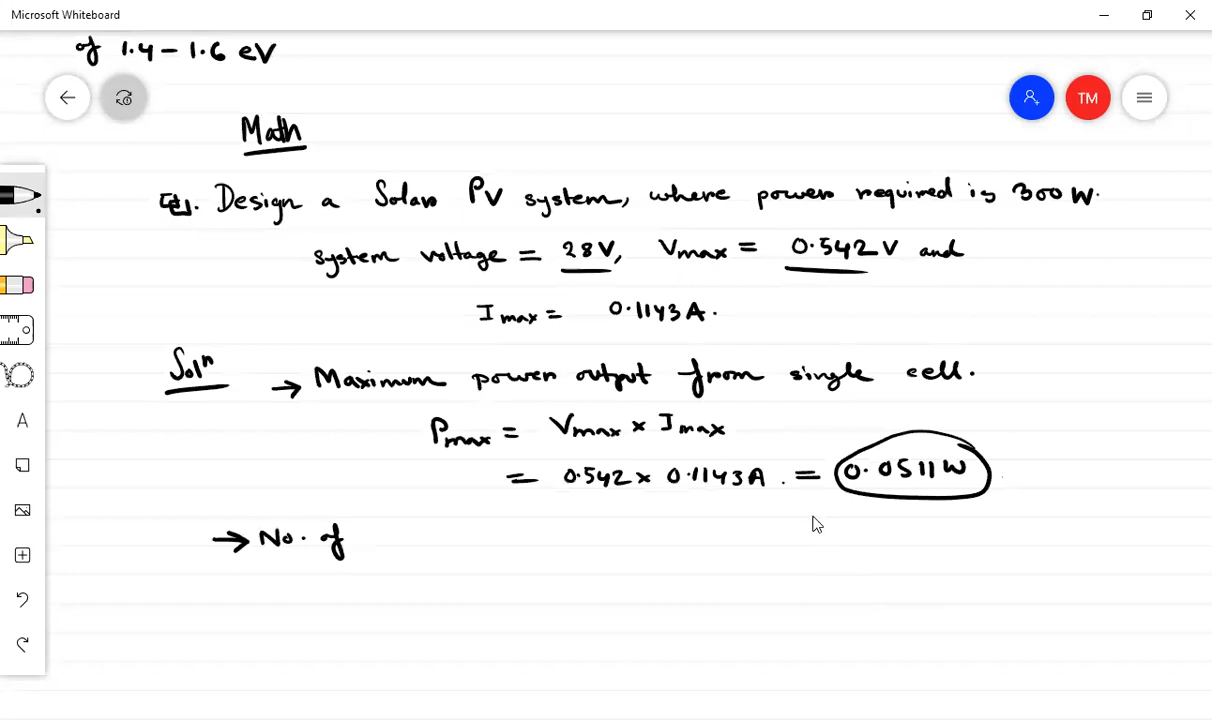 Microsoft Whiteboard
of 1.4 - 1.6 eV
TM
Math
Design a Solar PV system, where power required is 300 W.
system voltage = 28V, Vmax = 0.542 V and
Imax = 0.1143 A.
Solⁿ → Maximum power output from single cell.
Pmax = Vmax x Imax
= 0.542 x 0.1143A . = 0.0511W
→ No. of
A